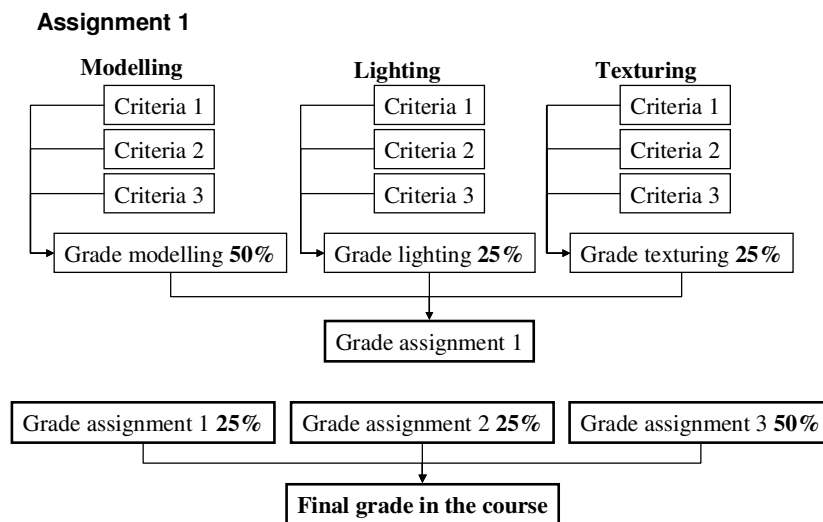 Assignment 1
Modelling Lighting Texturing
Criteria 1 Criteria 1 Criteria 1
Criteria 2 Criteria 2 Criteria 2
Criteria 3 Criteria 3 Criteria 3
Grade modelling 50% Grade lighting 25% Grade texturing 25%
Grade assignment 1
Grade assignment 1 25% Grade assignment 2 25% Grade assignment 3 50%
Final grade in the course